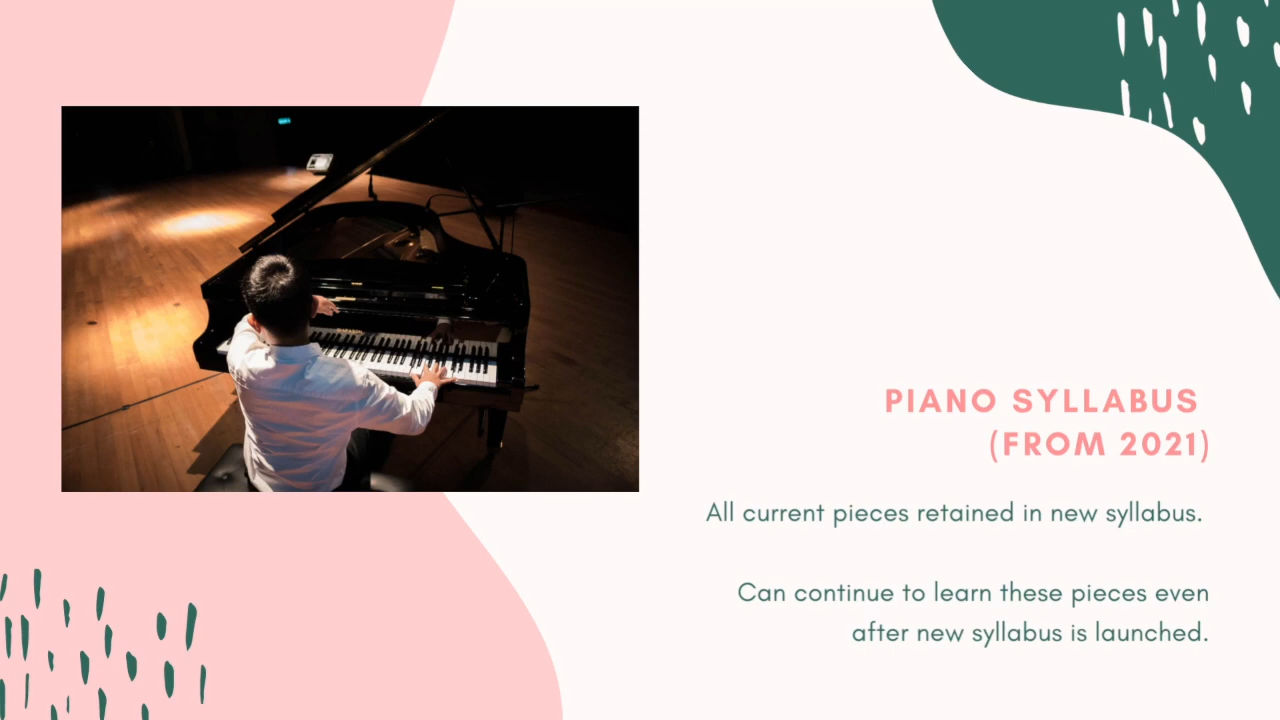 PIANO SYLLABUS
(FROM 2021)
All current pieces retained in new syllabus.
Can continue to learn these pieces even
after new syllabus is launched.